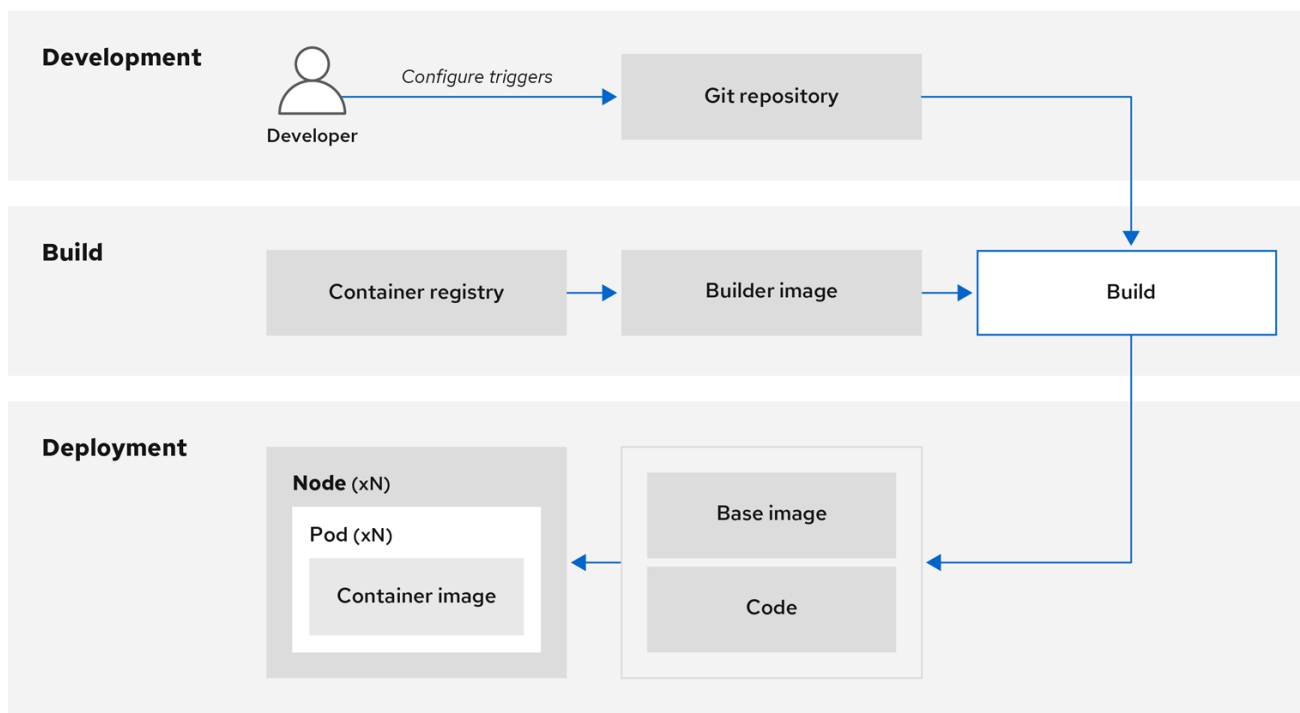 Development
Configure triggers
Developer
Git repository
Build
Container registry
Builder image
Build
Deployment
Node (xN)
Pod (xN)
Container image
Base image
Code